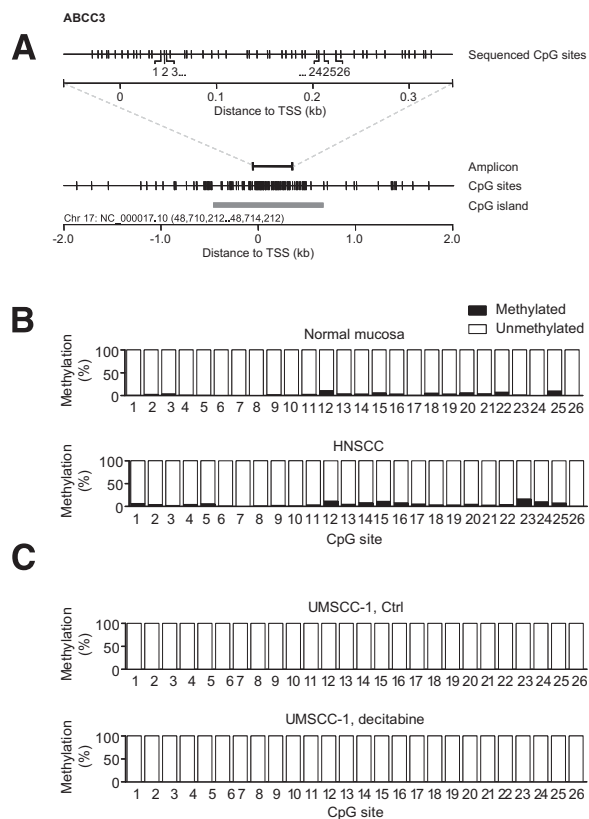 ABCC3
A
Sequenced CpG sites
1 2 3... ... 242526
0 0.1 0.2 0.3
Distance to TSS (kb)
Amplicon
CpG sites
CpG island
Chr 17: NC_000017.10 (48,710,212..48,714,212)
-2.0 -1.0 0 1.0 2.0
Distance to TSS (kb)
B
Methylated
Unmethylated
Normal mucosa
Methylation (%)
100
50
0
1 2 3 4 5 6 7 8 9 10 11 12 13 14 15 16 17 18 19 20 21 22 23 24 25 26
HNSCC
Methylation (%)
100
50
0
1 2 3 4 5 6 7 8 9 10 11 12 13 14 15 16 17 18 19 20 21 22 23 24 25 26
CpG site
C
UMSCC-1, Ctrl
Methylation (%)
100
50
0
1 2 3 4 5 6 7 8 9 10 11 12 13 14 15 16 17 18 19 20 21 22 23 24 25 26
UMSCC-1, decitabine
Methylation (%)
100
50
0
1 2 3 4 5 6 7 8 9 10 11 12 13 14 15 16 17 18 19 20 21 22 23 24 25 26
CpG site